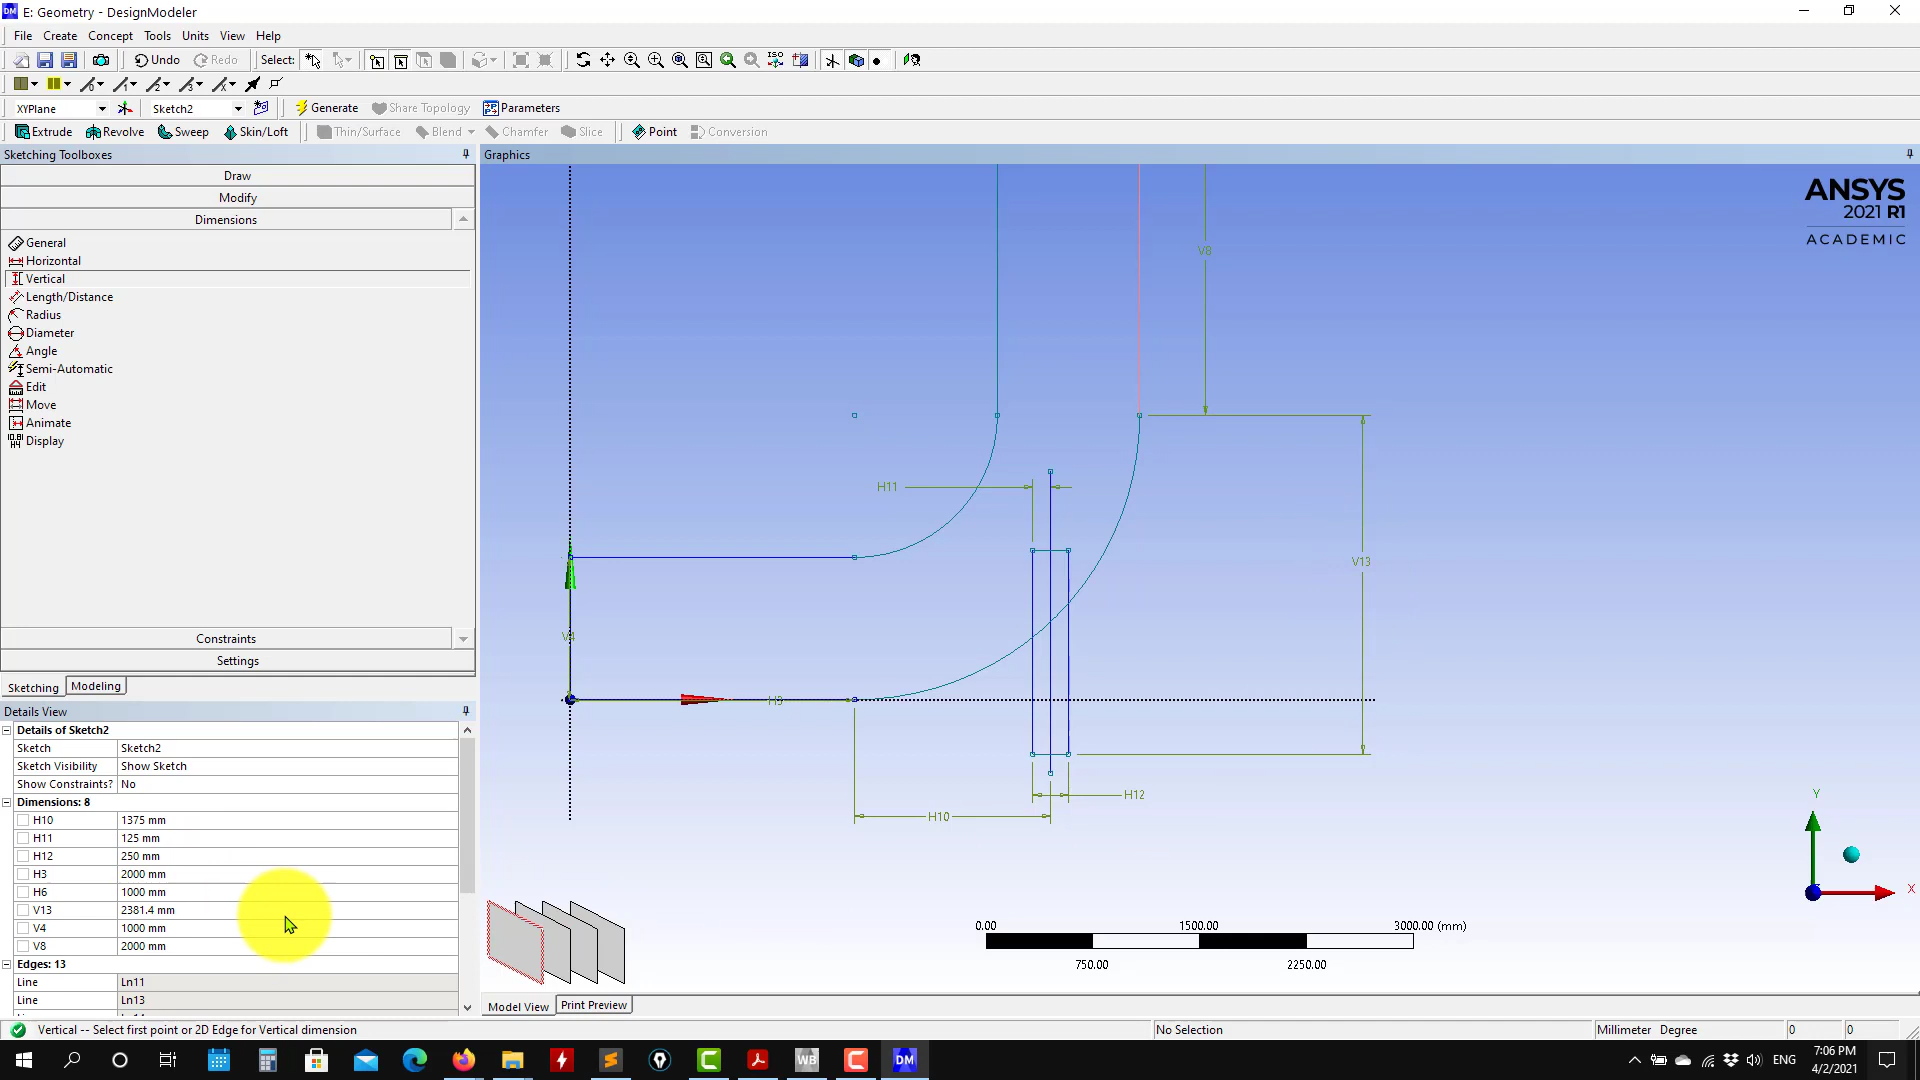 E: Geometry - DesignModeler
File Create Concept Tools Units View Help
Undo Redo Select:
XYPlane Sketch2 Generate Share Topology Parameters
Extrude Revolve Sweep Skin/Loft Thin/Surface Blend Chamfer Slice Point Conversion
Sketching Toolboxes
Graphics
Draw
Modify
Dimensions
General
Horizontal
Vertical
Length/Distance
Radius
Diameter
Angle
Semi-Automatic
Edit
Move
Animate
Display
Constraints
Settings
Sketching Modeling
Details View
Details of Sketch2
Sketch Sketch2
Sketch Visibility Show Sketch
Show Constraints? No
Dimensions: 8
H10 1375 mm
H11 125 mm
H12 250 mm
H3 2000 mm
H6 1000 mm
V13 2381.4 mm
V4 1000 mm
V8 2000 mm
Edges: 13
Line Ln11
Line Ln13
ANSYS
2021 R1
ACADEMIC
V8
H11
V13
V4
H3
H12
H10
Y
X
0.00 1500.00 3000.00 (mm)
750.00 2250.00
Model View Print Preview
Vertical -- Select first point or 2D Edge for Vertical dimension
No Selection
Millimeter Degree 0 0
WB
DM
ENG
7:06 PM
4/2/2021